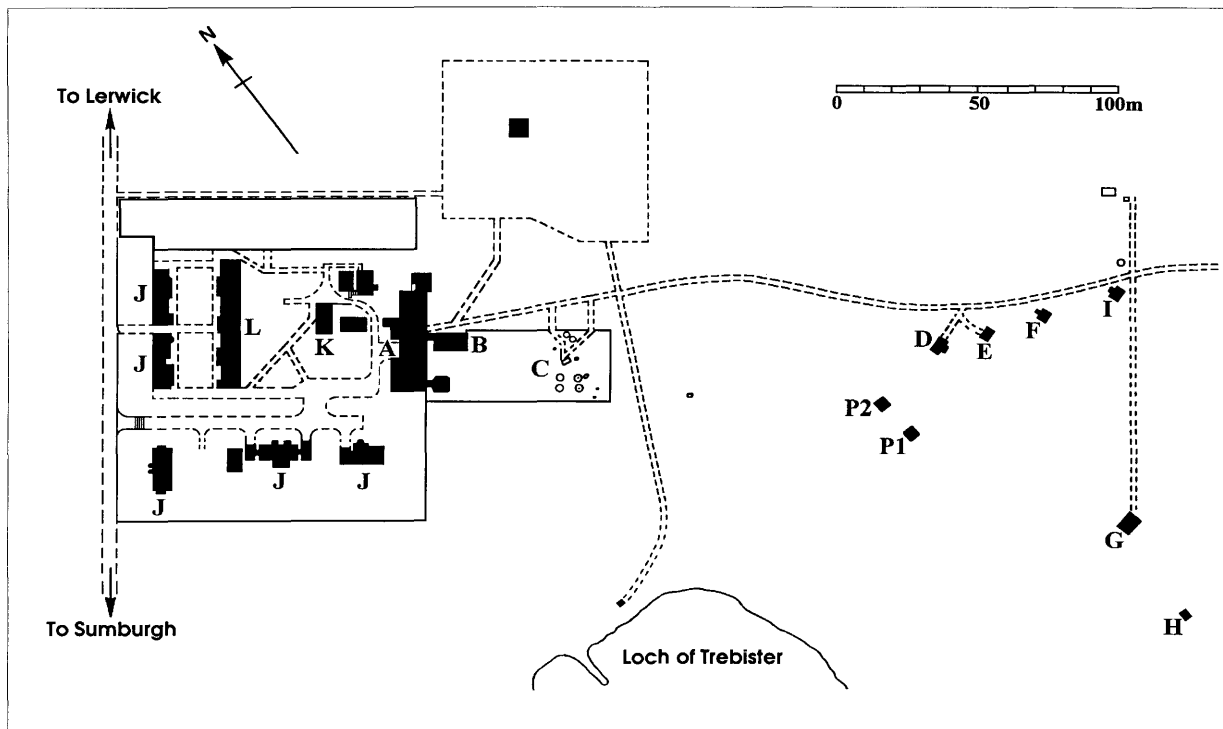 N
To Lerwick
0 50 100m
J
L
K
A
B
C
D
E
F
I
J
P2
P1
J
J
J
G
H
To Sumburgh
Loch of Trebister